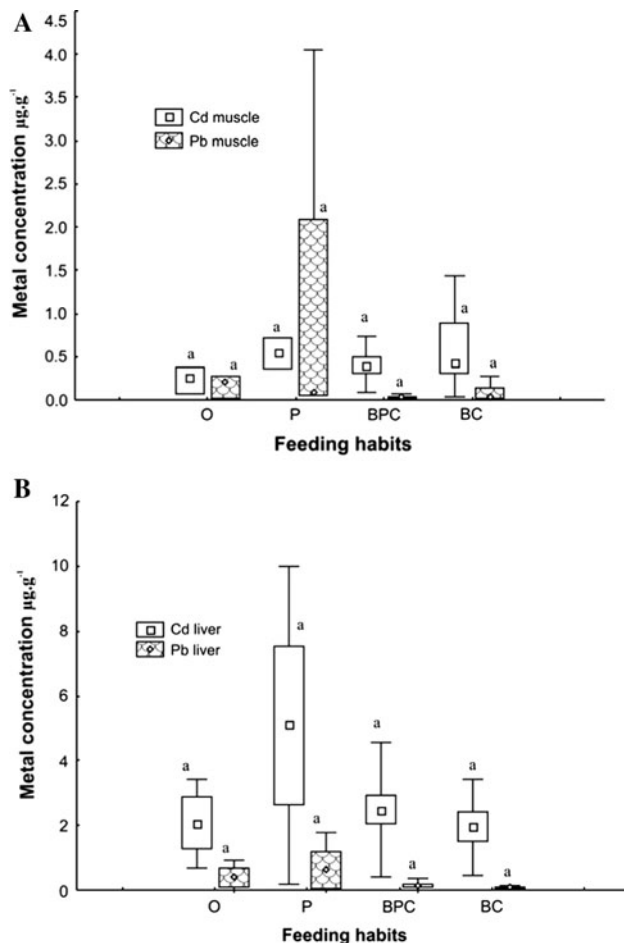 A
Metal concentration µg.g⁻¹
4.5
4.0
3.5
3.0
2.5
2.0
1.5
1.0
0.5
0.0
Cd muscle
Pb muscle
a a a a a a a a
O P BPC BC
Feeding habits
B
Metal concentration µg.g⁻¹
12
10
8
6
4
2
0
Cd liver
Pb liver
a a a a a a a a
O P BPC BC
Feeding habits